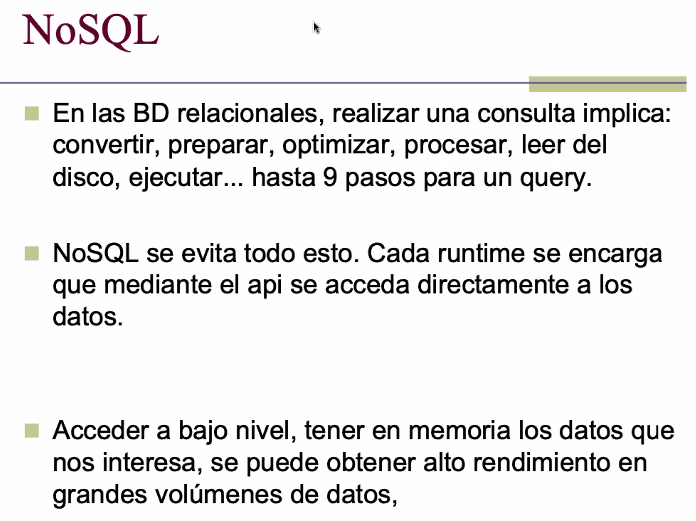 NoSQL
En las BD relacionales, realizar una consulta implica:
convertir, preparar, optimizar, procesar, leer del
disco, ejecutar... hasta 9 pasos para un query.
NoSQL se evita todo esto. Cada runtime se encarga
que mediante el api se acceda directamente a los
datos.
Acceder a bajo nivel, tener en memoria los datos que
nos interesa, se puede obtener alto rendimiento en
grandes volúmenes de datos,